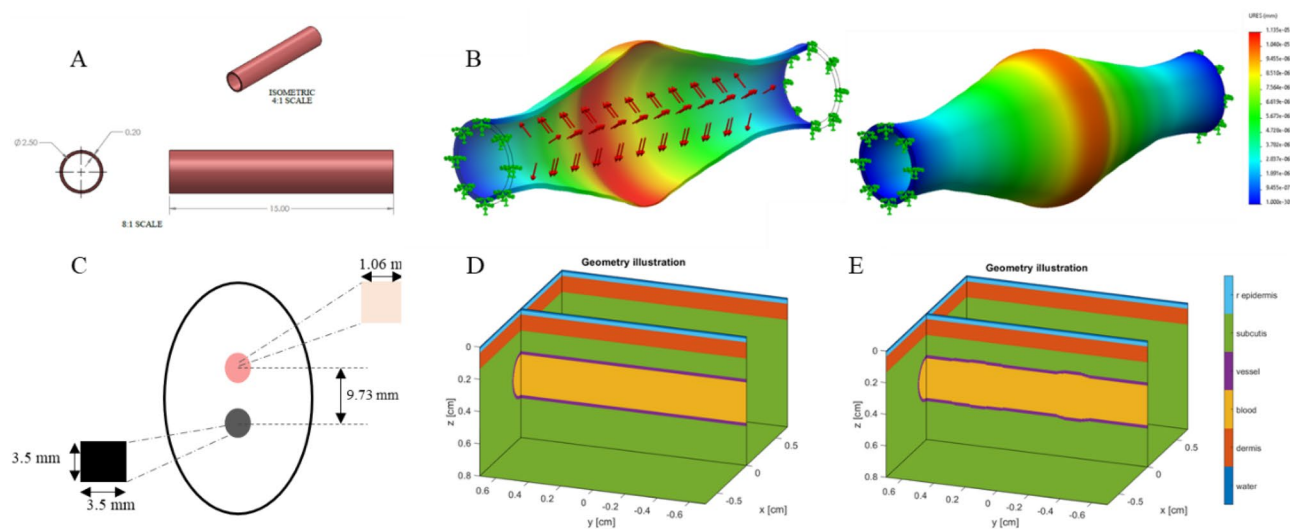 A
ISOMETRIC
4:1 SCALE
Ø2.50
0.20
15.00
8:1 SCALE
B
URES (mm)
C
1.06 m
9.73 mm
3.5 mm
3.5 mm
D
Geometry illustration
0
0.2
0.4
0.6
0.8
z [cm]
0.6
0.4
0.2
0
-0.2
-0.4
-0.6
y [cm]
0.5
0
-0.5
x [cm]
E
Geometry illustration
0
0.2
0.4
0.6
0.8
z [cm]
0.6
0.4
0.2
0
-0.2
-0.4
-0.6
y [cm]
0.5
0
-0.5
x [cm]
r epidermis
subcutis
vessel
blood
dermis
water